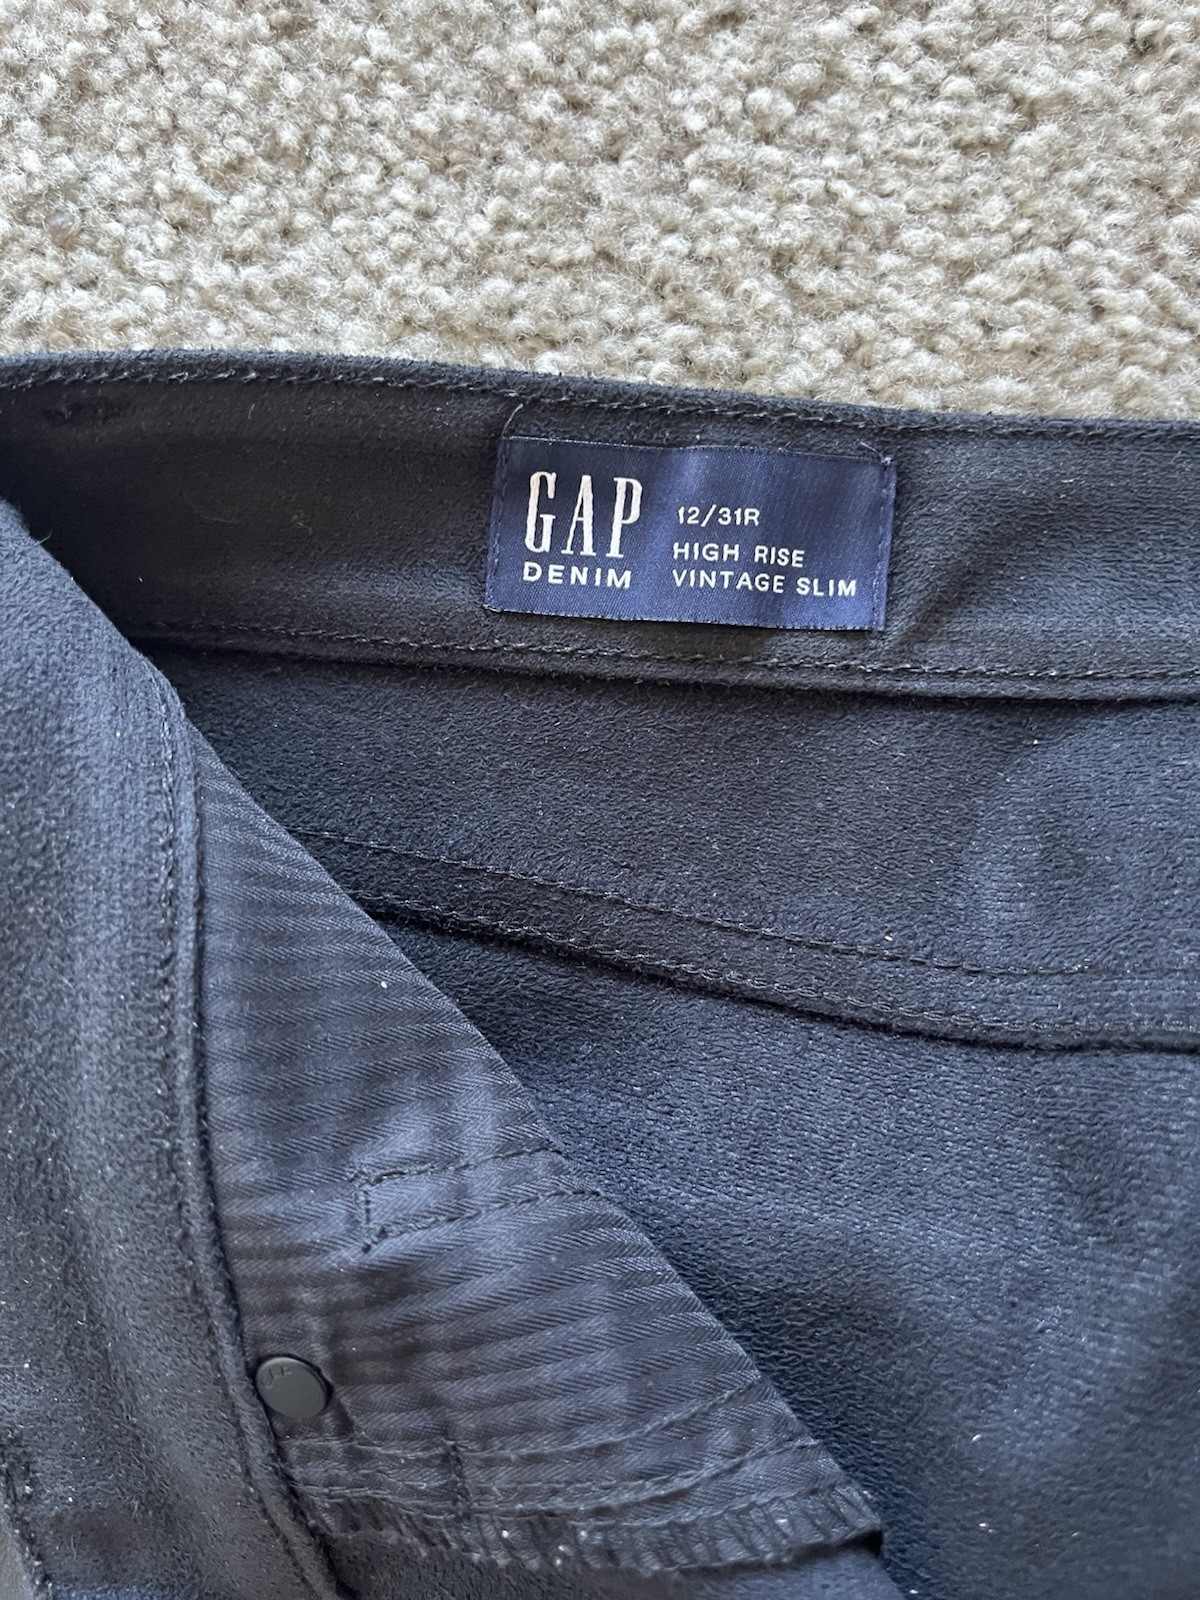 GAP
DENIM
12/31R
HIGH RISE
VINTAGE SLIM